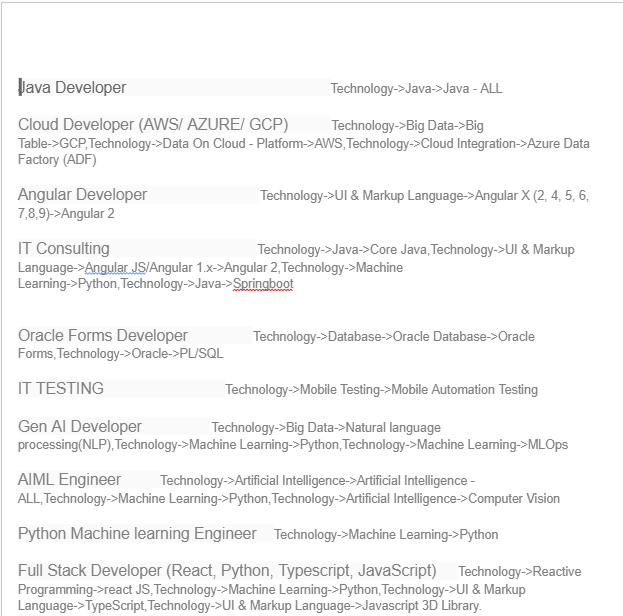 Java Developer Technology->Java->Java - ALL
Cloud Developer (AWS/ AZURE/ GCP) Technology->Big Data->Big
Table->GCP,Technology->Data On Cloud - Platform->AWS,Technology->Cloud Integration->Azure Data
Factory (ADF)
Angular Developer Technology->UI & Markup Language->Angular X (2, 4, 5, 6,
7,8,9)->Angular 2
IT Consulting Technology->Java->Core Java,Technology->UI & Markup
Language->Angular JS/Angular 1.x->Angular 2,Technology->Machine
Learning->Python,Technology->Java->Springboot
Oracle Forms Developer Technology->Database->Oracle Database->Oracle
Forms,Technology->Oracle->PL/SQL
IT TESTING Technology->Mobile Testing->Mobile Automation Testing
Gen AI Developer Technology->Big Data->Natural language
processing(NLP),Technology->Machine Learning->Python,Technology->Machine Learning->MLOps
AIML Engineer Technology->Artificial Intelligence->Artificial Intelligence -
ALL,Technology->Machine Learning->Python,Technology->Artificial Intelligence->Computer Vision
Python Machine learning Engineer Technology->Machine Learning->Python
Full Stack Developer (React, Python, Typescript, JavaScript) Technology->Reactive
Programming->react JS,Technology->Machine Learning->Python,Technology->UI & Markup
Language->TypeScript,Technology->UI & Markup Language->Javascript 3D Library.